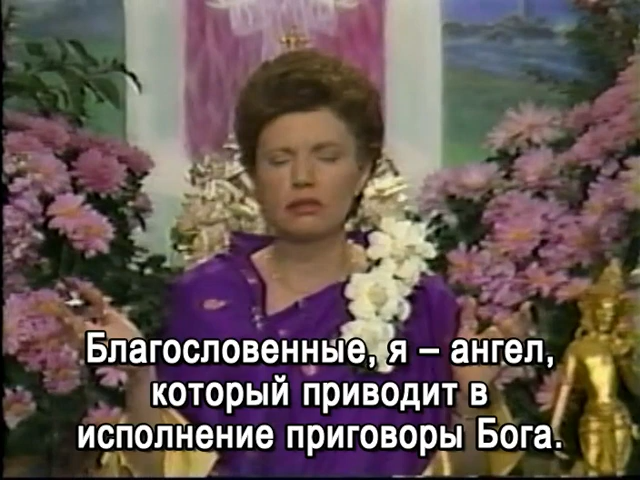 Благословенные, я – ангел,
который приводит в
исполнение приговоры Бога.